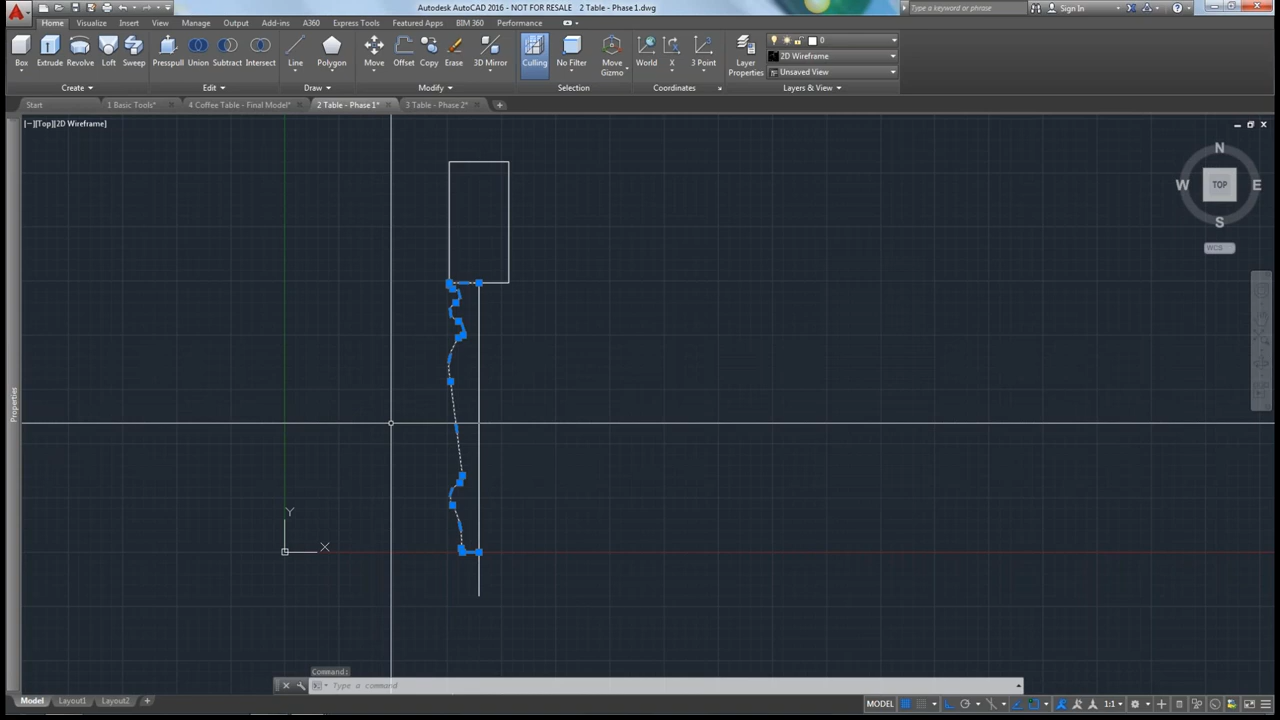 Autodesk AutoCAD 2016 - NOT FOR RESALE 2 Table - Phase 1.dwg
Type a keyword or phrase
Sign In
Home Visualize Insert View Manage Output Add-ins A360 Express Tools Featured Apps BIM 360 Performance
Box Extrude Revolve Loft Sweep Presspull Union Subtract Intersect Line Polygon Move Offset Copy Erase 3D Mirror Culling No Filter Move Gizmo World X 3 Point Layer Properties
0
2D Wireframe
Unsaved View
Create Edit Draw Modify Selection Coordinates Layers & View
Start 1 Basic Tools* 4 Coffee Table - Final Model* 2 Table - Phase 1* 3 Table - Phase 2*
[−][Top][2D Wireframe]
N
W TOP E
S
WCS
Properties
Y
X
Command:
Type a command
Model Layout1 Layout2
MODEL 1:1